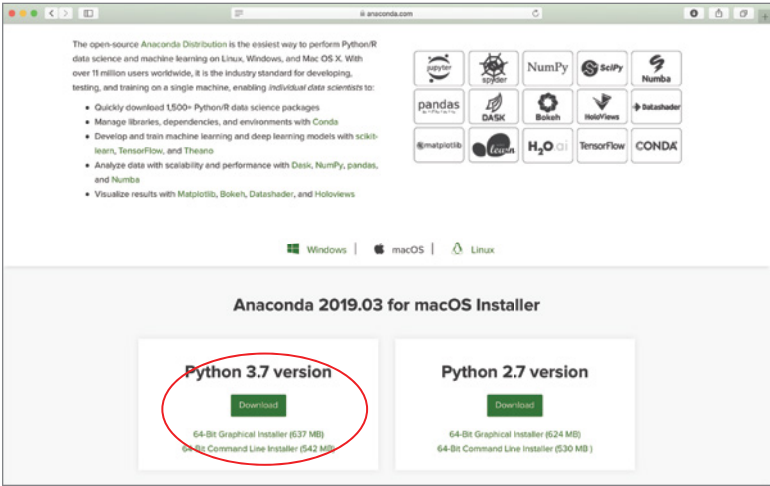 anaconda.com
The open-source Anaconda Distribution is the easiest way to perform Python/R
data science and machine learning on Linux, Windows, and Mac OS X. With
over 11 million users worldwide, it is the industry standard for developing,
testing, and training on a single machine, enabling individual data scientists to:
• Quickly download 1,500+ Python/R data science packages
• Manage libraries, dependencies, and environments with Conda
• Develop and train machine learning and deep learning models with scikit-
learn, TensorFlow, and Theano
• Analyze data with scalability and performance with Dask, NumPy, pandas,
and Numba
• Visualize results with Matplotlib, Bokeh, Datashader, and Holoviews
jupyter spyder NumPy SciPy Numba
pandas DASK Bokeh HoloViews Datashader
matplotlib learn H2O.ai TensorFlow CONDA
Windows | macOS | Linux
Anaconda 2019.03 for macOS Installer
Python 3.7 version
Download
64-Bit Graphical Installer (637 MB)
64-Bit Command Line Installer (542 MB)
Python 2.7 version
Download
64-Bit Graphical Installer (624 MB)
64-Bit Command Line Installer (530 MB )